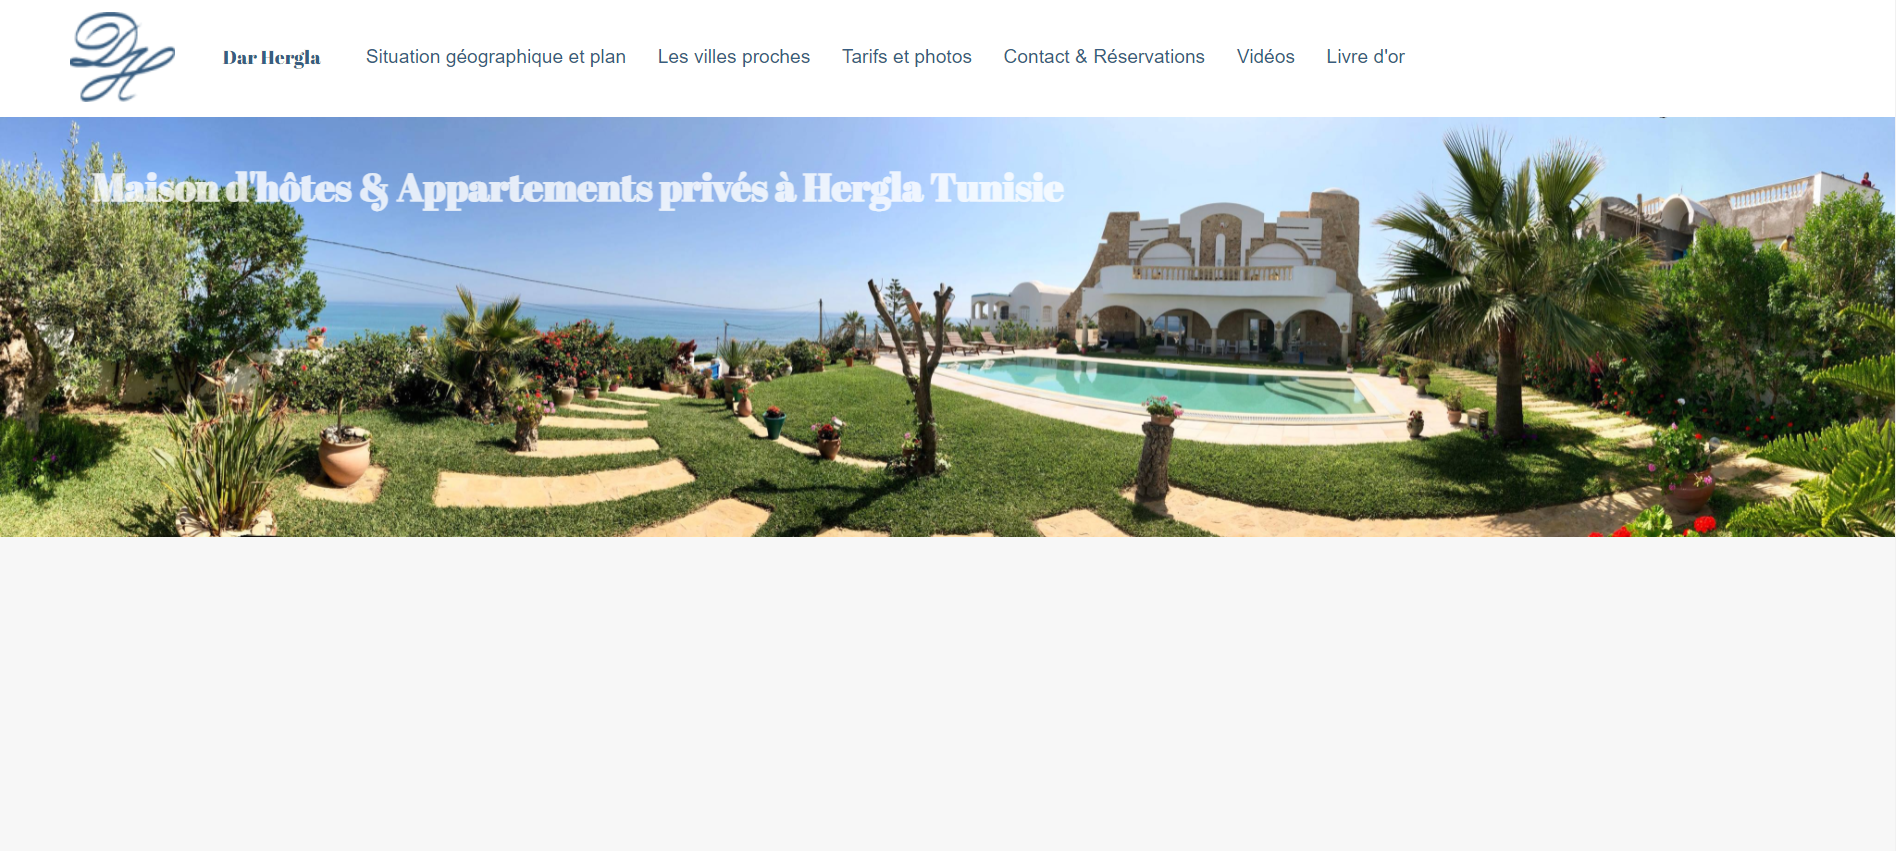 DH
Dar Hergla
Situation géographique et plan
Les villes proches
Tarifs et photos
Contact & Réservations
Vidéos
Livre d'or
Maison d'hôtes & Appartements privés à Hergla Tunisie